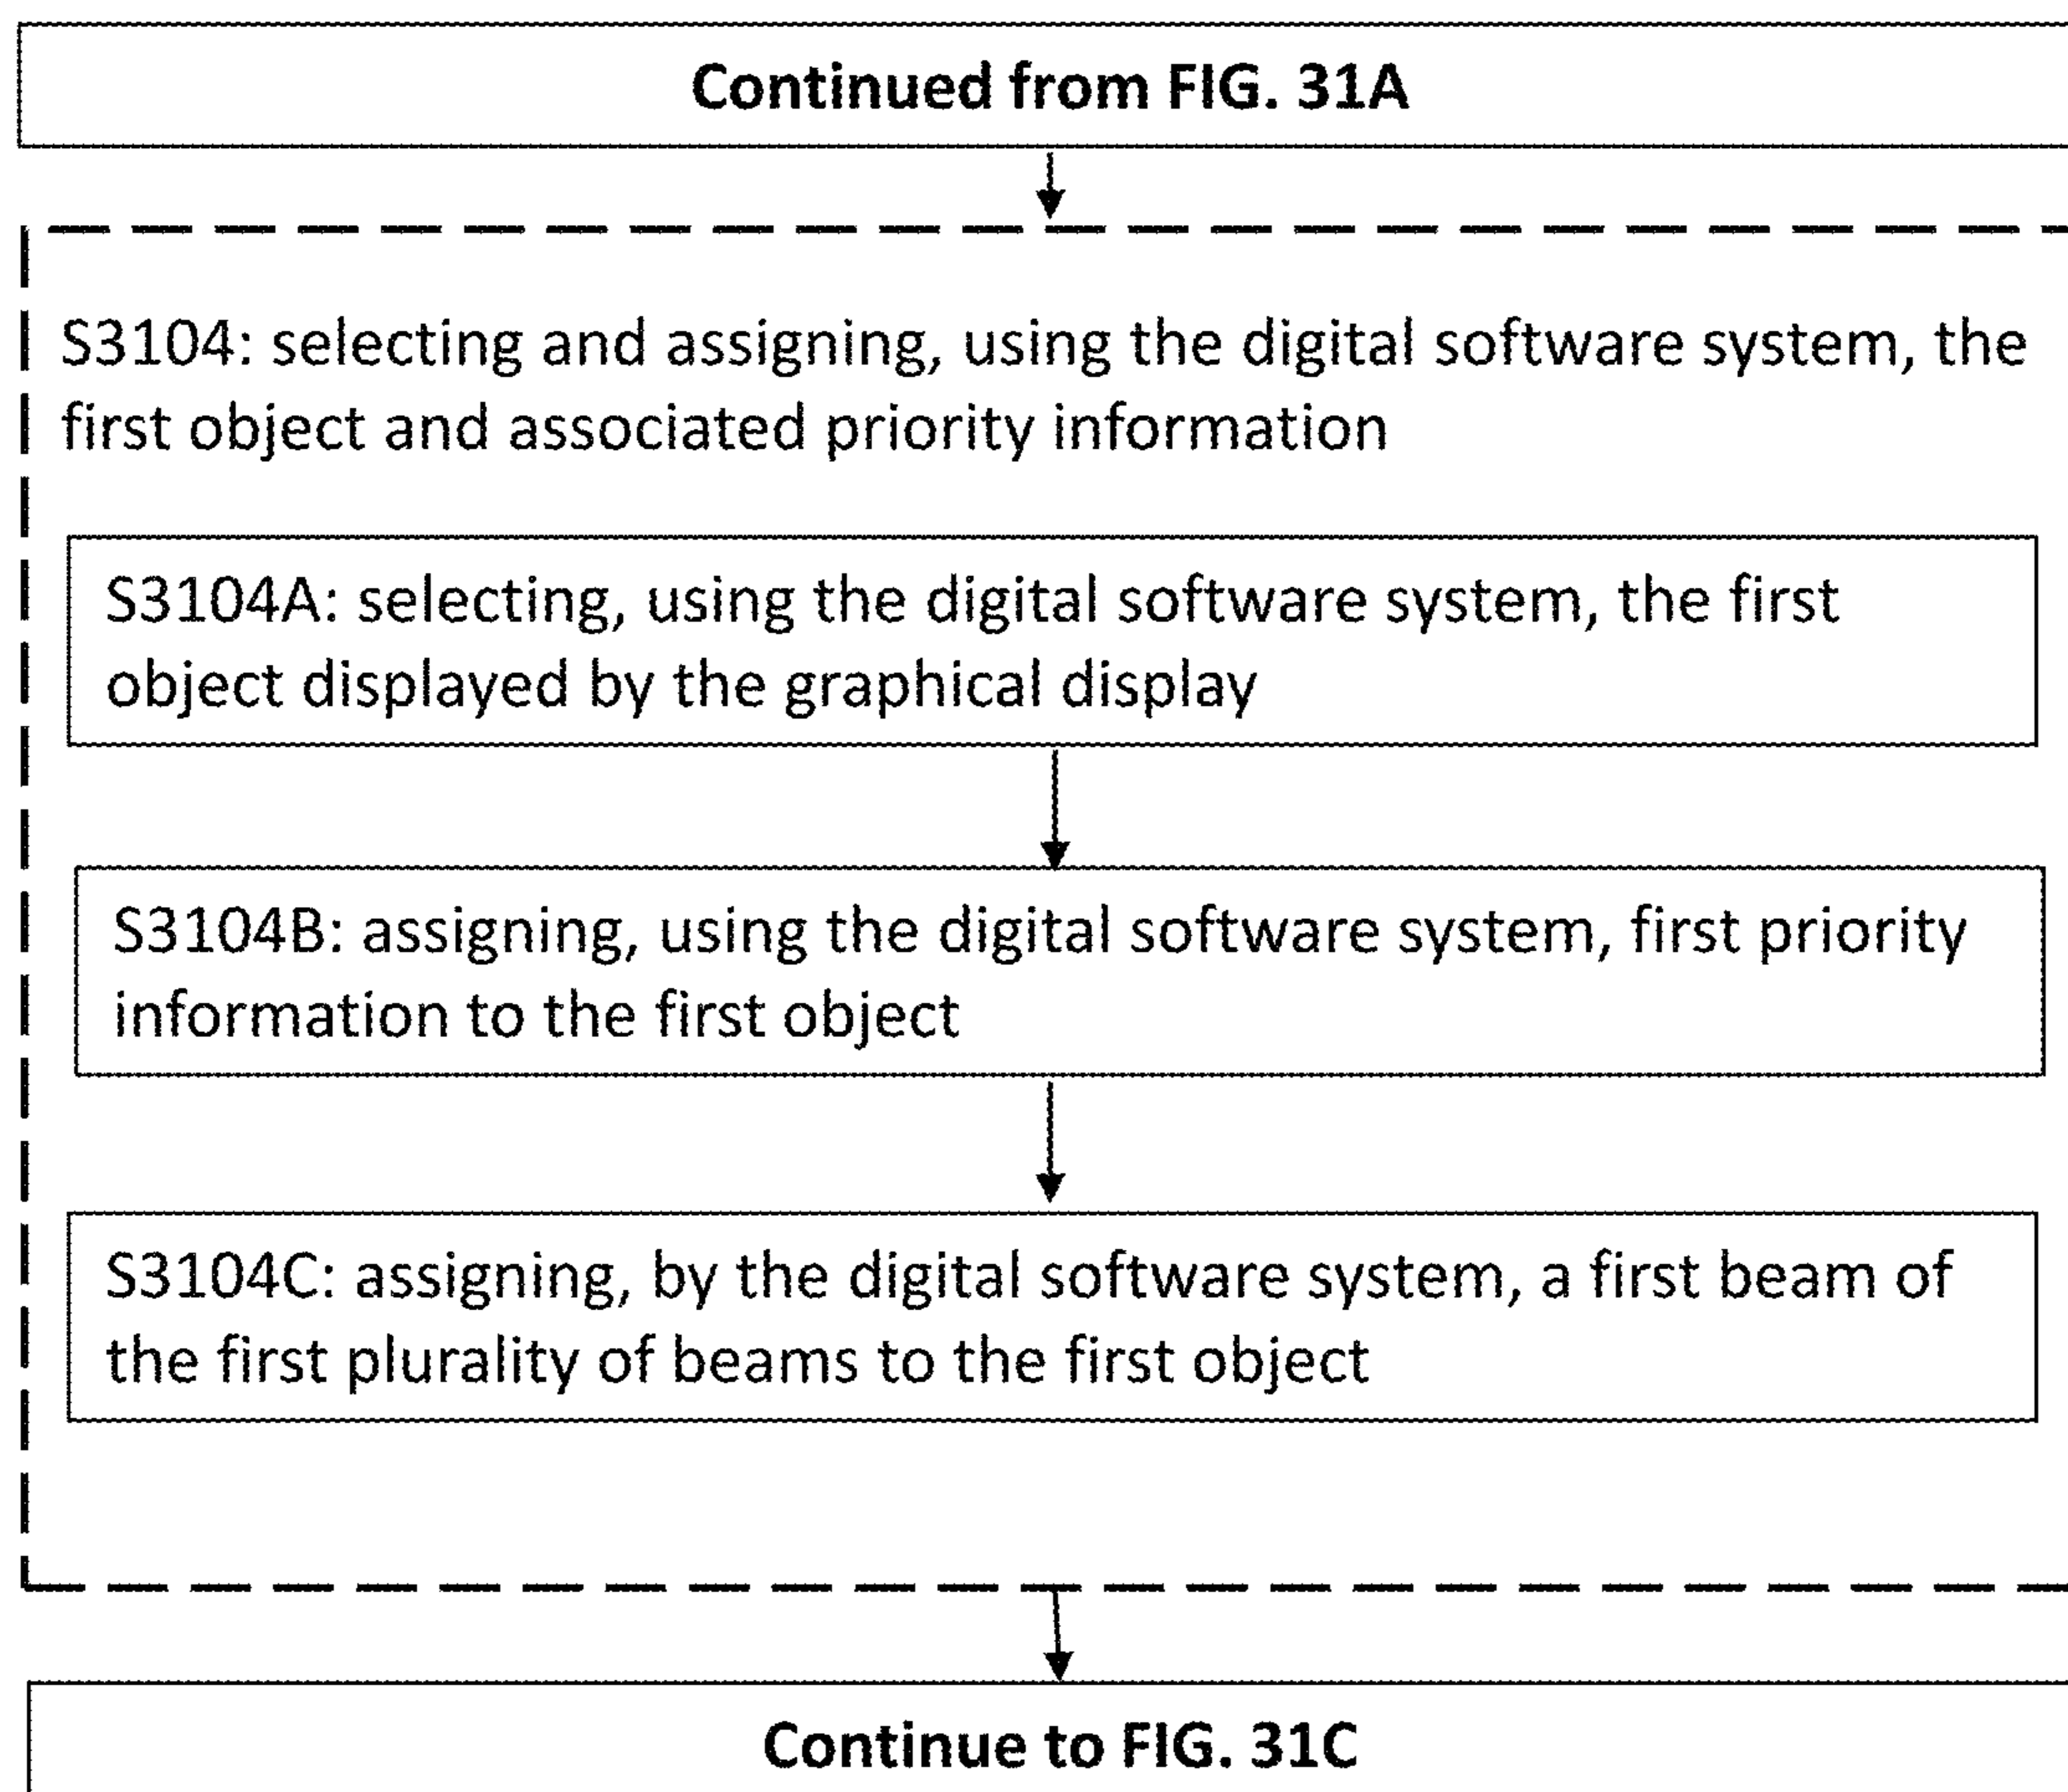 Continued from FIG. 31A
S3104: selecting and assigning, using the digital software system, the
first object and associated priority information
S3104A: selecting, using the digital software system, the first
object displayed by the graphical display
S3104B: assigning, using the digital software system, first priority
information to the first object
S3104C: assigning, by the digital software system, a first beam of
the first plurality of beams to the first object
Continue to FIG. 31C